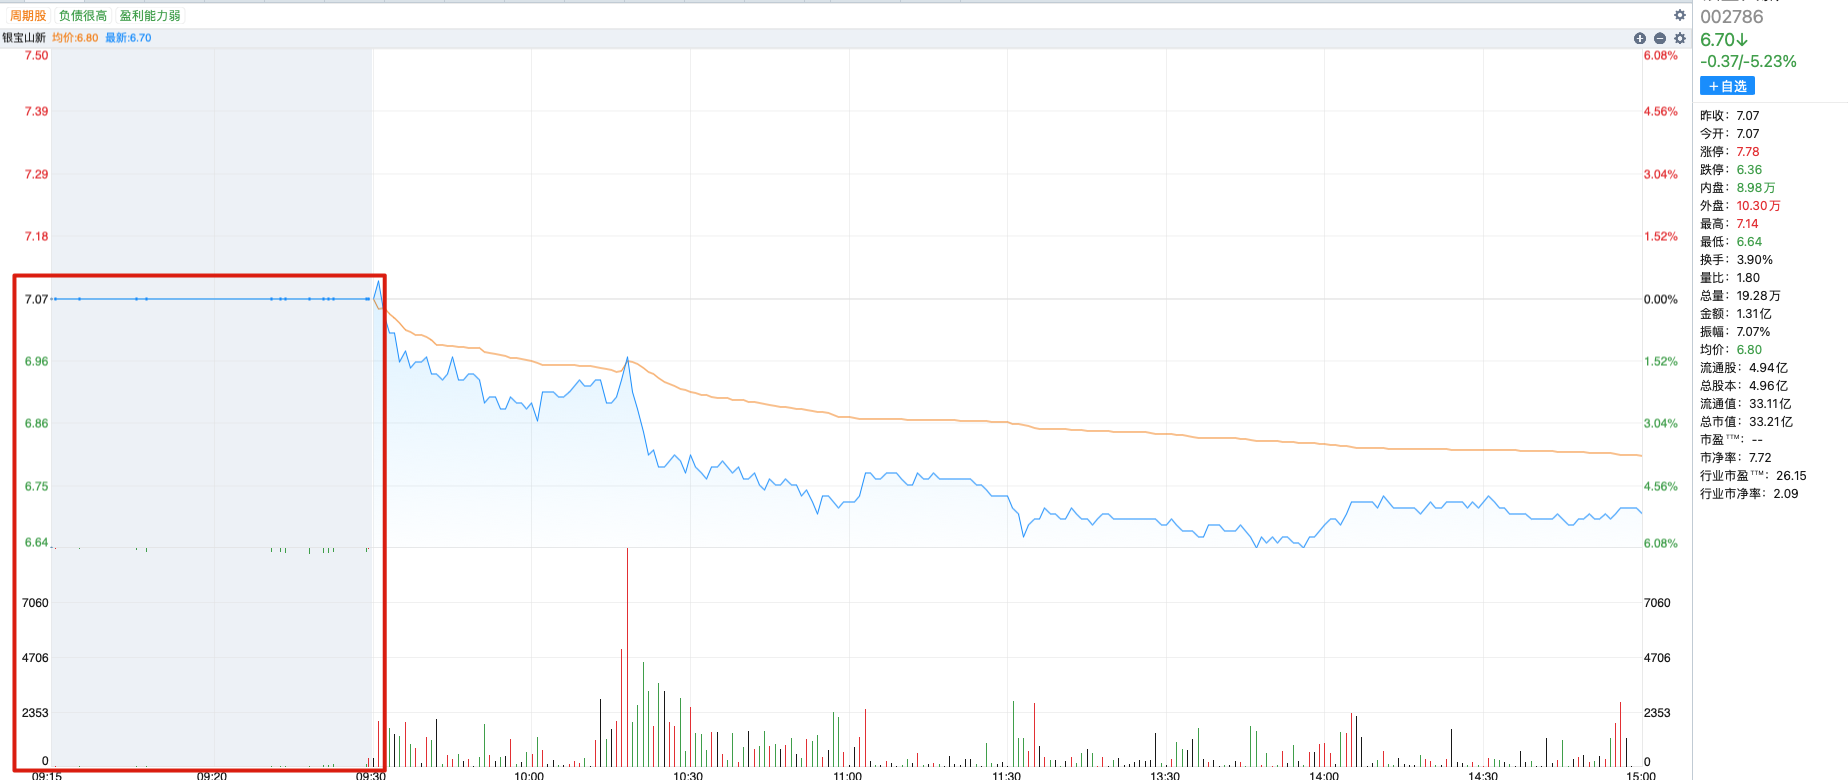 周期股 负债很高 盈利能力弱
银宝山新 均价:6.80 最新:6.70
7.50
7.39
7.29
7.18
7.07
6.96
6.86
6.75
6.64
7060
4706
2353
0
6.08%
4.56%
3.04%
1.52%
0.00%
1.52%
3.04%
4.56%
6.08%
7060
4706
2353
0
09:15 09:20 09:30 10:00 10:30 11:00 11:30 13:30 14:00 14:30 15:00
002786
6.70↓
-0.37/-5.23%
+自选
昨收: 7.07
今开: 7.07
涨停: 7.78
跌停: 6.36
内盘: 8.98万
外盘: 10.30万
最高: 7.14
最低: 6.64
换手: 3.90%
量比: 1.80
总量: 19.28万
金额: 1.31亿
振幅: 7.07%
均价: 6.80
流通股: 4.94亿
总股本: 4.96亿
流通值: 33.11亿
总市值: 33.21亿
市盈TTM: --
市净率: 7.72
行业市盈TTM: 26.15
行业市净率: 2.09